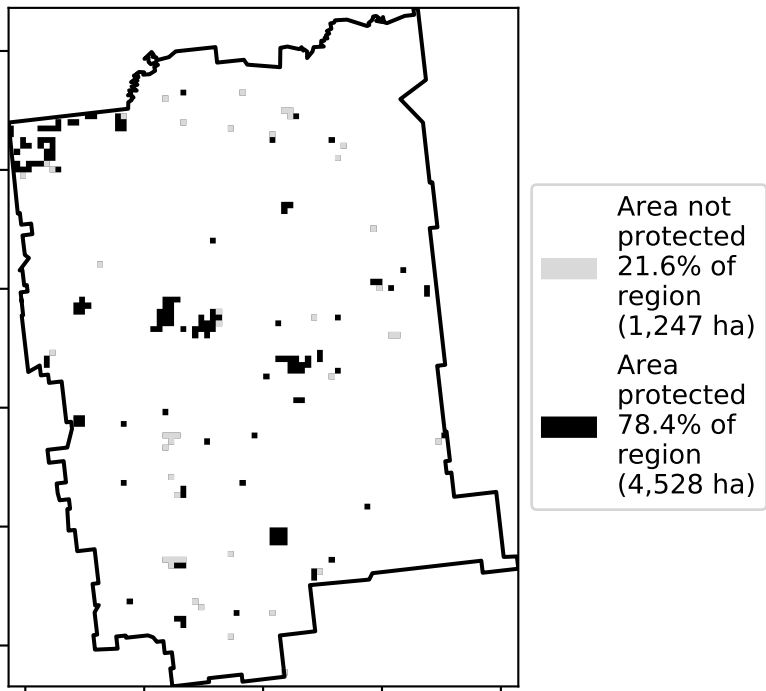 Area not
protected
21.6% of
region
(1,247 ha)
Area
protected
78.4% of
region
(4,528 ha)